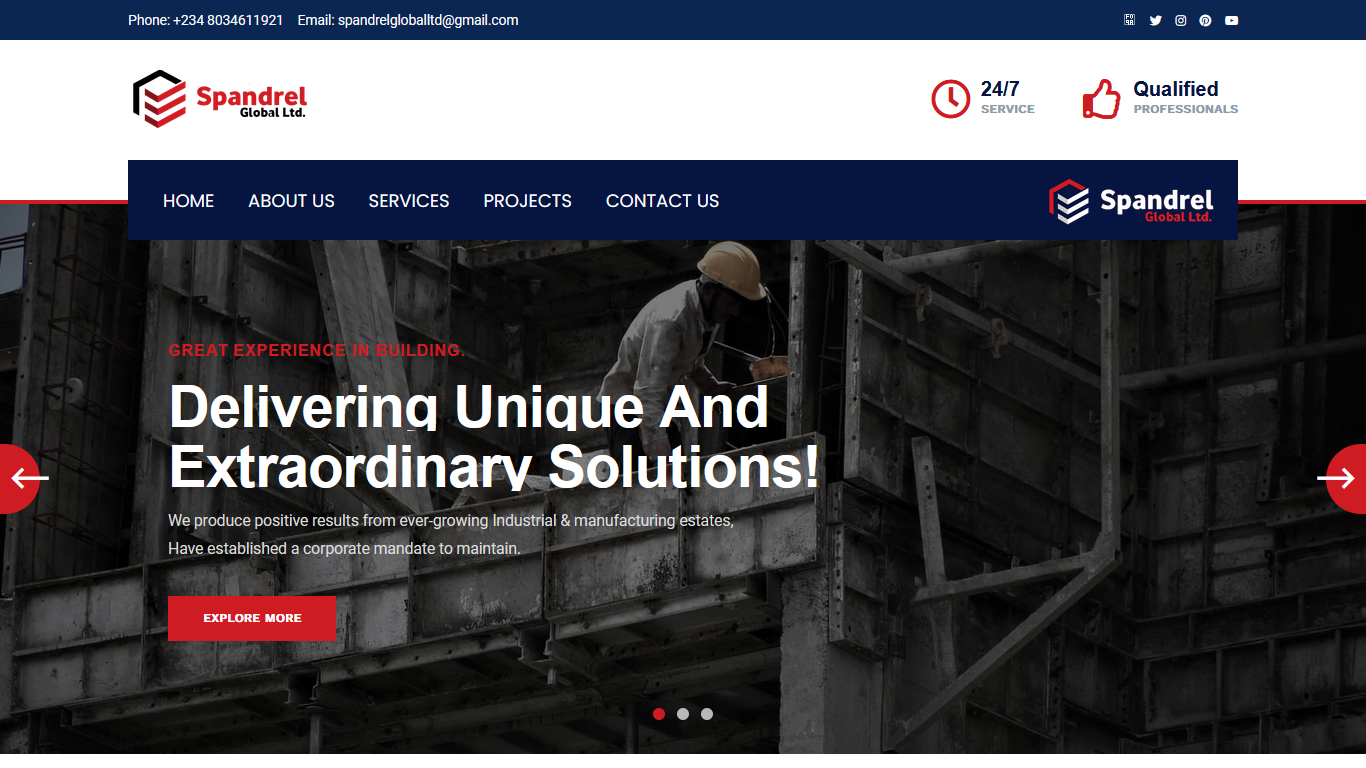 Phone: +234 8034611921 Email: spandrelgloballtd@gmail.com
Spandrel
Global Ltd.
24/7
SERVICE
Qualified
PROFESSIONALS
HOME ABOUT US SERVICES PROJECTS CONTACT US
Spandrel
Global Ltd.
GREAT EXPERIENCE IN BUILDING.
Delivering Unique And
Extraordinary Solutions!
We produce positive results from ever-growing Industrial & manufacturing estates,
Have established a corporate mandate to maintain.
EXPLORE MORE